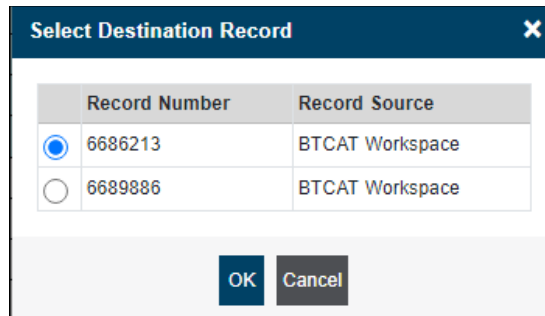 Select Destination Record
Record Number Record Source
6686213 BTCAT Workspace
6689886 BTCAT Workspace
OK Cancel